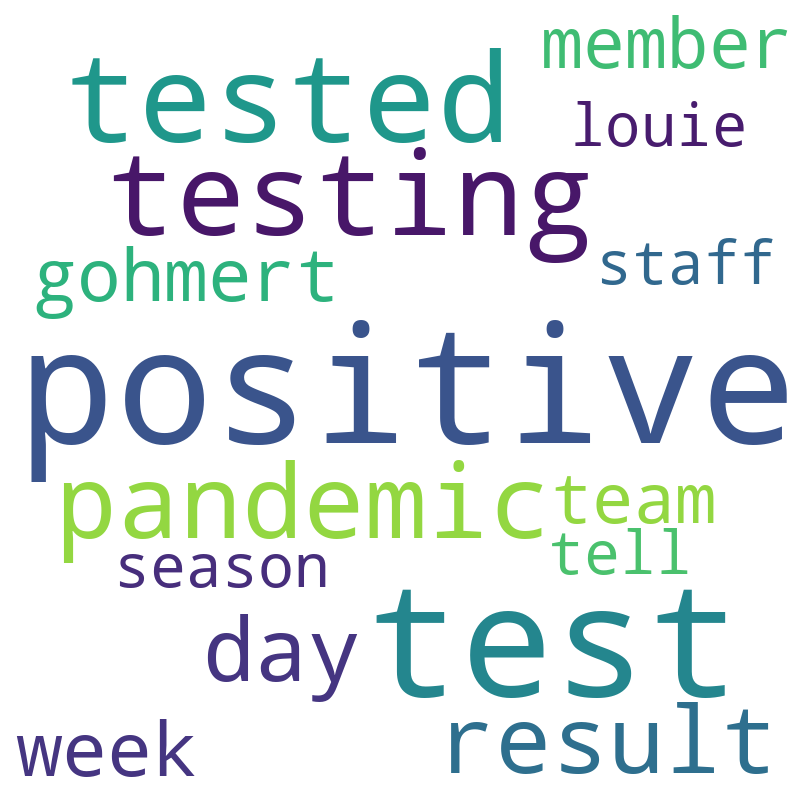 member
tested
louie
testing
staff
gohmert
positive
pandemic
team
tell
season
test
day
result
week